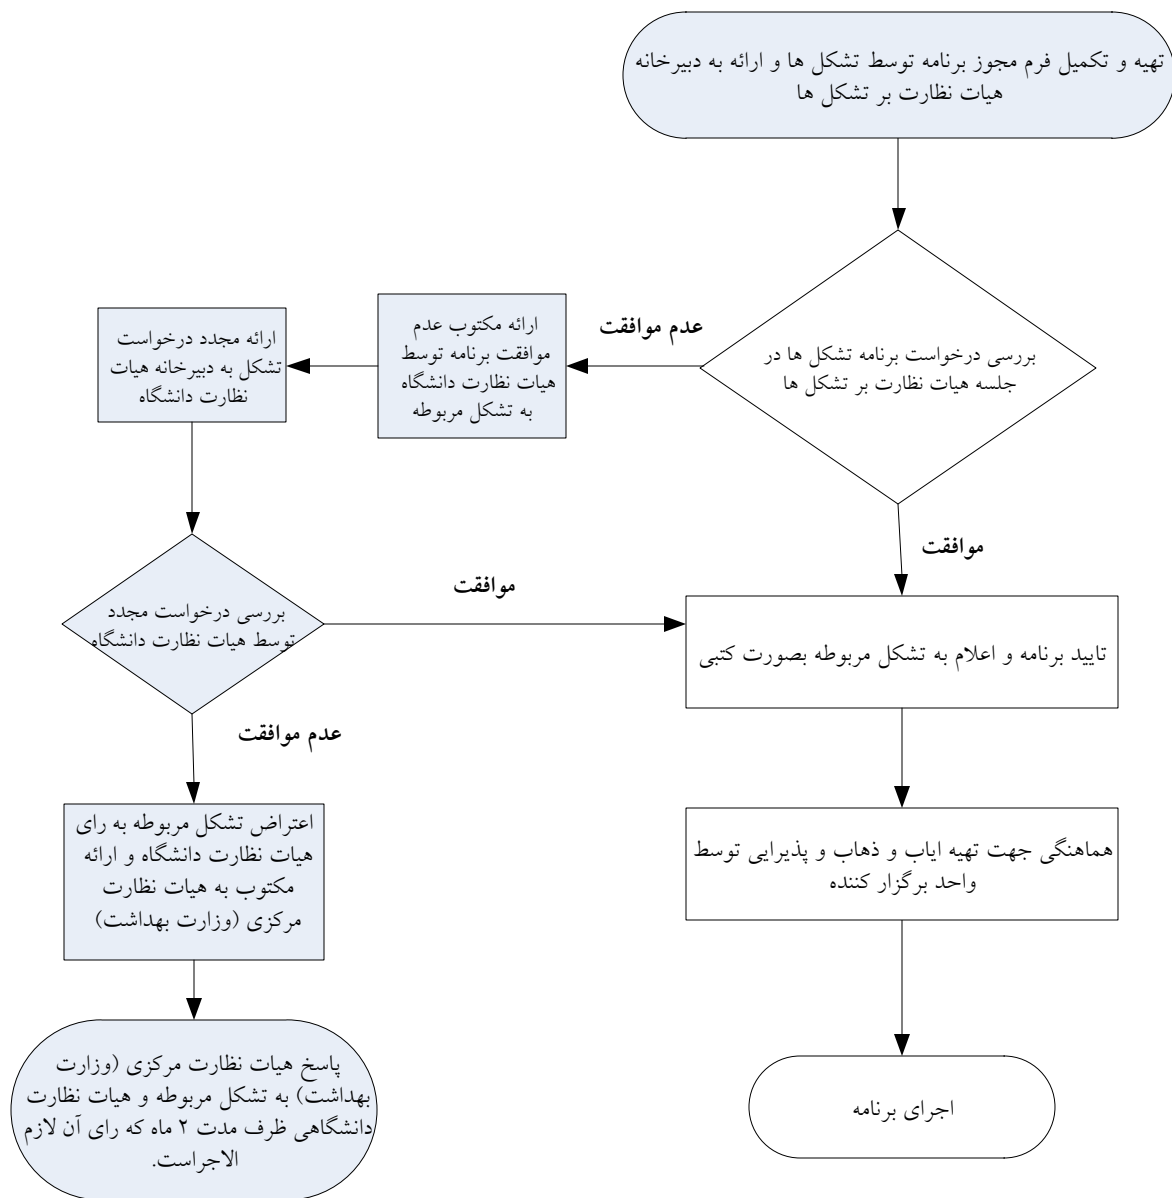 تهیه و تکمیل فرم مجوز برنامه توسط تشکل ها و ارائه به دبیرخانه
هیات نظارت بر تشکل ها
بررسی درخواست برنامه تشکل ها در
جلسه هیات نظارت بر تشکل ها
عدم موافقت
ارائه مکتوب عدم
موافقت برنامه توسط
هیات نظارت دانشگاه
به تشکل مربوطه
ارائه مجدد درخواست
تشکل به دبیرخانه هیات
نظارت دانشگاه
موافقت
بررسی درخواست مجدد
توسط هیات نظارت دانشگاه
موافقت
تایید برنامه و اعلام به تشکل مربوطه بصورت کتبی
عدم موافقت
اعتراض تشکل مربوطه به رای
هیات نظارت دانشگاه و ارائه
مکتوب به هیات نظارت
مرکزی (وزارت بهداشت)
هماهنگی جهت تهیه ایاب و ذهاب و پذیرایی توسط
واحد برگزار کننده
پاسخ هیات نظارت مرکزی (وزارت
بهداشت) به تشکل مربوطه و هیات نظارت
دانشگاهی ظرف مدت ۲ ماه که رای آن لازم
الاجراست.
اجرای برنامه